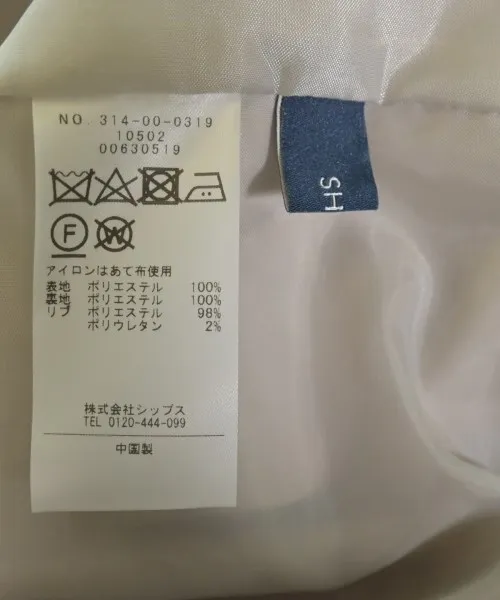 NO. 314-00-0319
10502
00630519
F
W
アイロンはあて布使用
表地 ポリエステル 100%
裏地 ポリエステル 100%
リブ ポリエステル 98%
ポリウレタン 2%
株式会社シップス
TEL 0120-444-099
中国製
SH